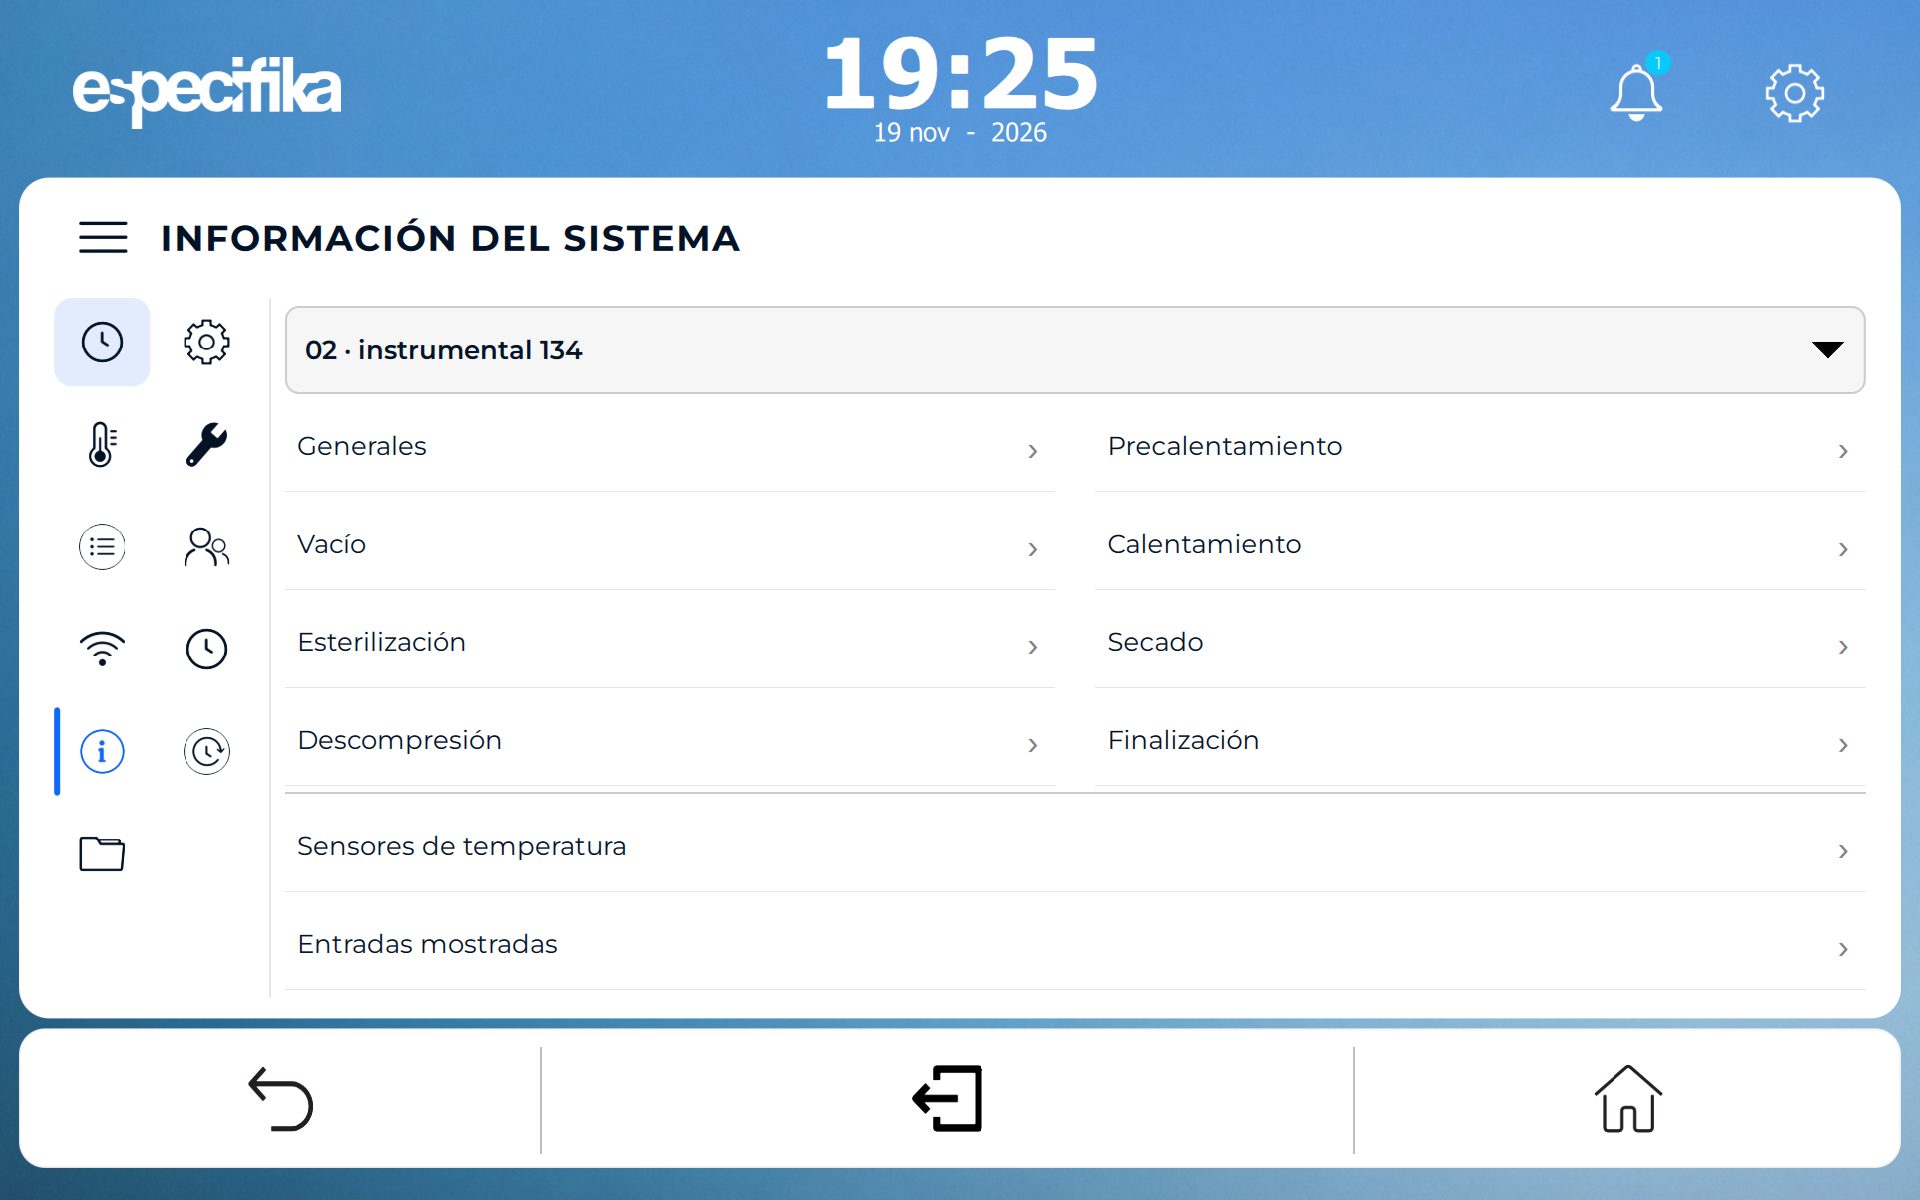 especifika
19:25
19 nov - 2026
1
INFORMACIÓN DEL SISTEMA
02 · instrumental 134
Generales
Precalentamiento
Vacío
Calentamiento
Esterilización
Secado
Descompresión
Finalización
Sensores de temperatura
Entradas mostradas